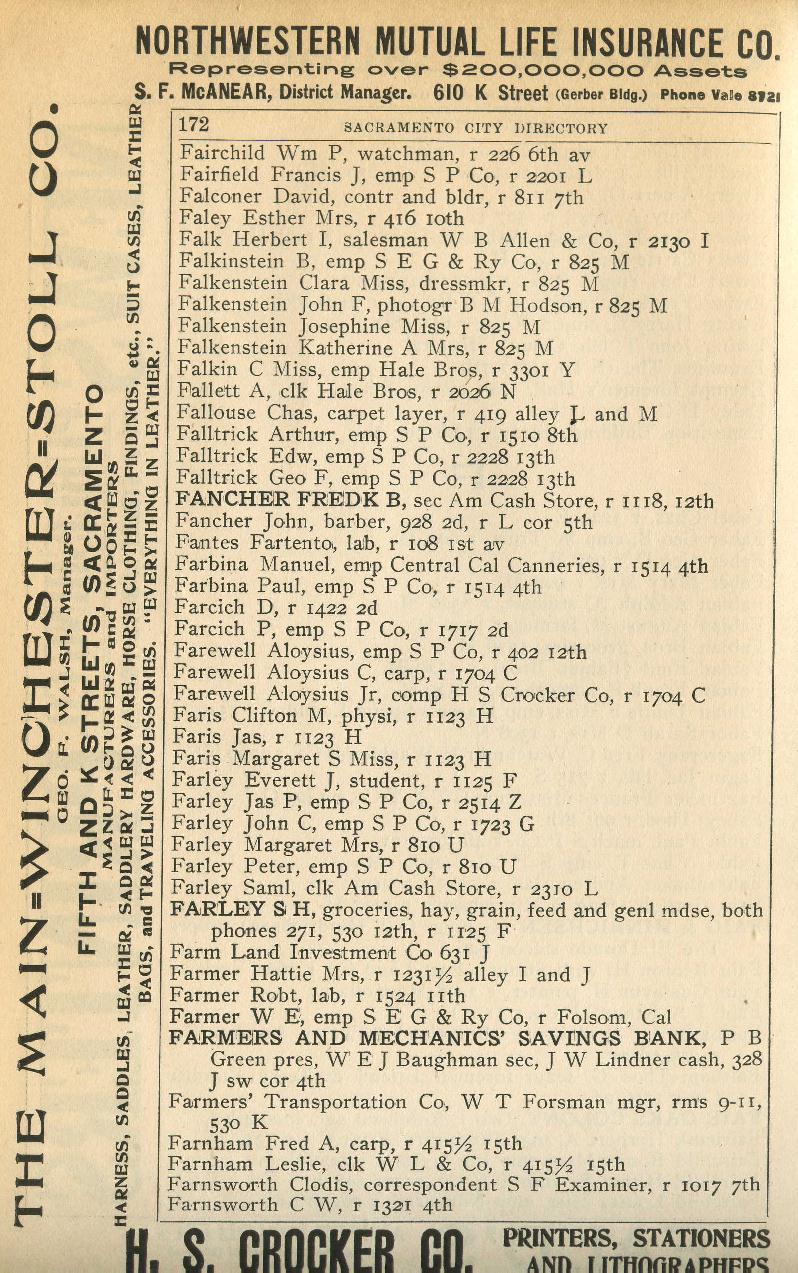 NORTHWESTERN MUTUAL LIFE INSURANCE CO.
Representing over $200,000,000 Assets
S. F. McANEAR, District Manager. 610 K Street (Gerber Bldg.) Phone Vale 8721
THE MAIN=WINCHESTER=STOLL CO.
GEO. F. WALSH, Manager.
FIFTH AND K STREETS, SACRAMENTO
MANUFACTURERS and IMPORTERS
HARNESS, SADDLES, LEATHER, SADDLERY HARDWARE, HORSE CLOTHING, FINDINGS, etc., SUIT CASES, LEATHER
BAGS, and TRAVELING ACCESSORIES. "EVERYTHING IN LEATHER."
172 SACRAMENTO CITY DIRECTORY
Fairchild Wm P, watchman, r 226 6th av
Fairfield Francis J, emp S P Co, r 2201 L
Falconer David, contr and bldr, r 811 7th
Faley Esther Mrs, r 416 10th
Falk Herbert I, salesman W B Allen & Co, r 2130 I
Falkinstein B, emp S E G & Ry Co, r 825 M
Falkenstein Clara Miss, dressmkr, r 825 M
Falkenstein John F, photogr B M Hodson, r 825 M
Falkenstein Josephine Miss, r 825 M
Falkenstein Katherine A Mrs, r 825 M
Falkin C Miss, emp Hale Bros, r 3301 Y
Fallett A, clk Hale Bros, r 2026 N
Fallouse Chas, carpet layer, r 419 alley L and M
Falltrick Arthur, emp S P Co, r 1510 8th
Falltrick Edw, emp S P Co, r 2228 13th
Falltrick Geo F, emp S P Co, r 2228 13th
FANCHER FREDK B, sec Am Cash Store, r 1118, 12th
Fancher John, barber, 928 2d, r L cor 5th
Fantes Fartento, lab, r 108 1st av
Farbina Manuel, emp Central Cal Canneries, r 1514 4th
Farbina Paul, emp S P Co, r 1514 4th
Farcich D, r 1422 2d
Farcich P, emp S P Co, r 1717 2d
Farewell Aloysius, emp S P Co, r 402 12th
Farewell Aloysius C, carp, r 1704 C
Farewell Aloysius Jr, comp H S Crocker Co, r 1704 C
Faris Clifton M, physi, r 1123 H
Faris Jas, r 1123 H
Faris Margaret S Miss, r 1123 H
Farley Everett J, student, r 1125 F
Farley Jas P, emp S P Co, r 2514 Z
Farley John C, emp S P Co, r 1723 G
Farley Margaret Mrs, r 810 U
Farley Peter, emp S P Co, r 810 U
Farley Saml, clk Am Cash Store, r 2310 L
FARLEY S H, groceries, hay, grain, feed and genl mdse, both
phones 271, 530 12th, r 1125 F
Farm Land Investment Co 631 J
Farmer Hattie Mrs, r 1231½ alley I and J
Farmer Robt, lab, r 1524 11th
Farmer W E, emp S E G & Ry Co, r Folsom, Cal
FARMERS AND MECHANICS' SAVINGS BANK, P B
Green pres, W E J Baughman sec, J W Lindner cash, 328
J sw cor 4th
Farmers' Transportation Co, W T Forsman mgr, rms 9-11,
530 K
Farnham Fred A, carp, r 415½ 15th
Farnham Leslie, clk W L & Co, r 415½ 15th
Farnsworth Clodis, correspondent S F Examiner, r 1017 7th
Farnsworth C W, r 1321 4th
H. S. CROCKER CO. PRINTERS, STATIONERS
AND LITHOGRAPHERS